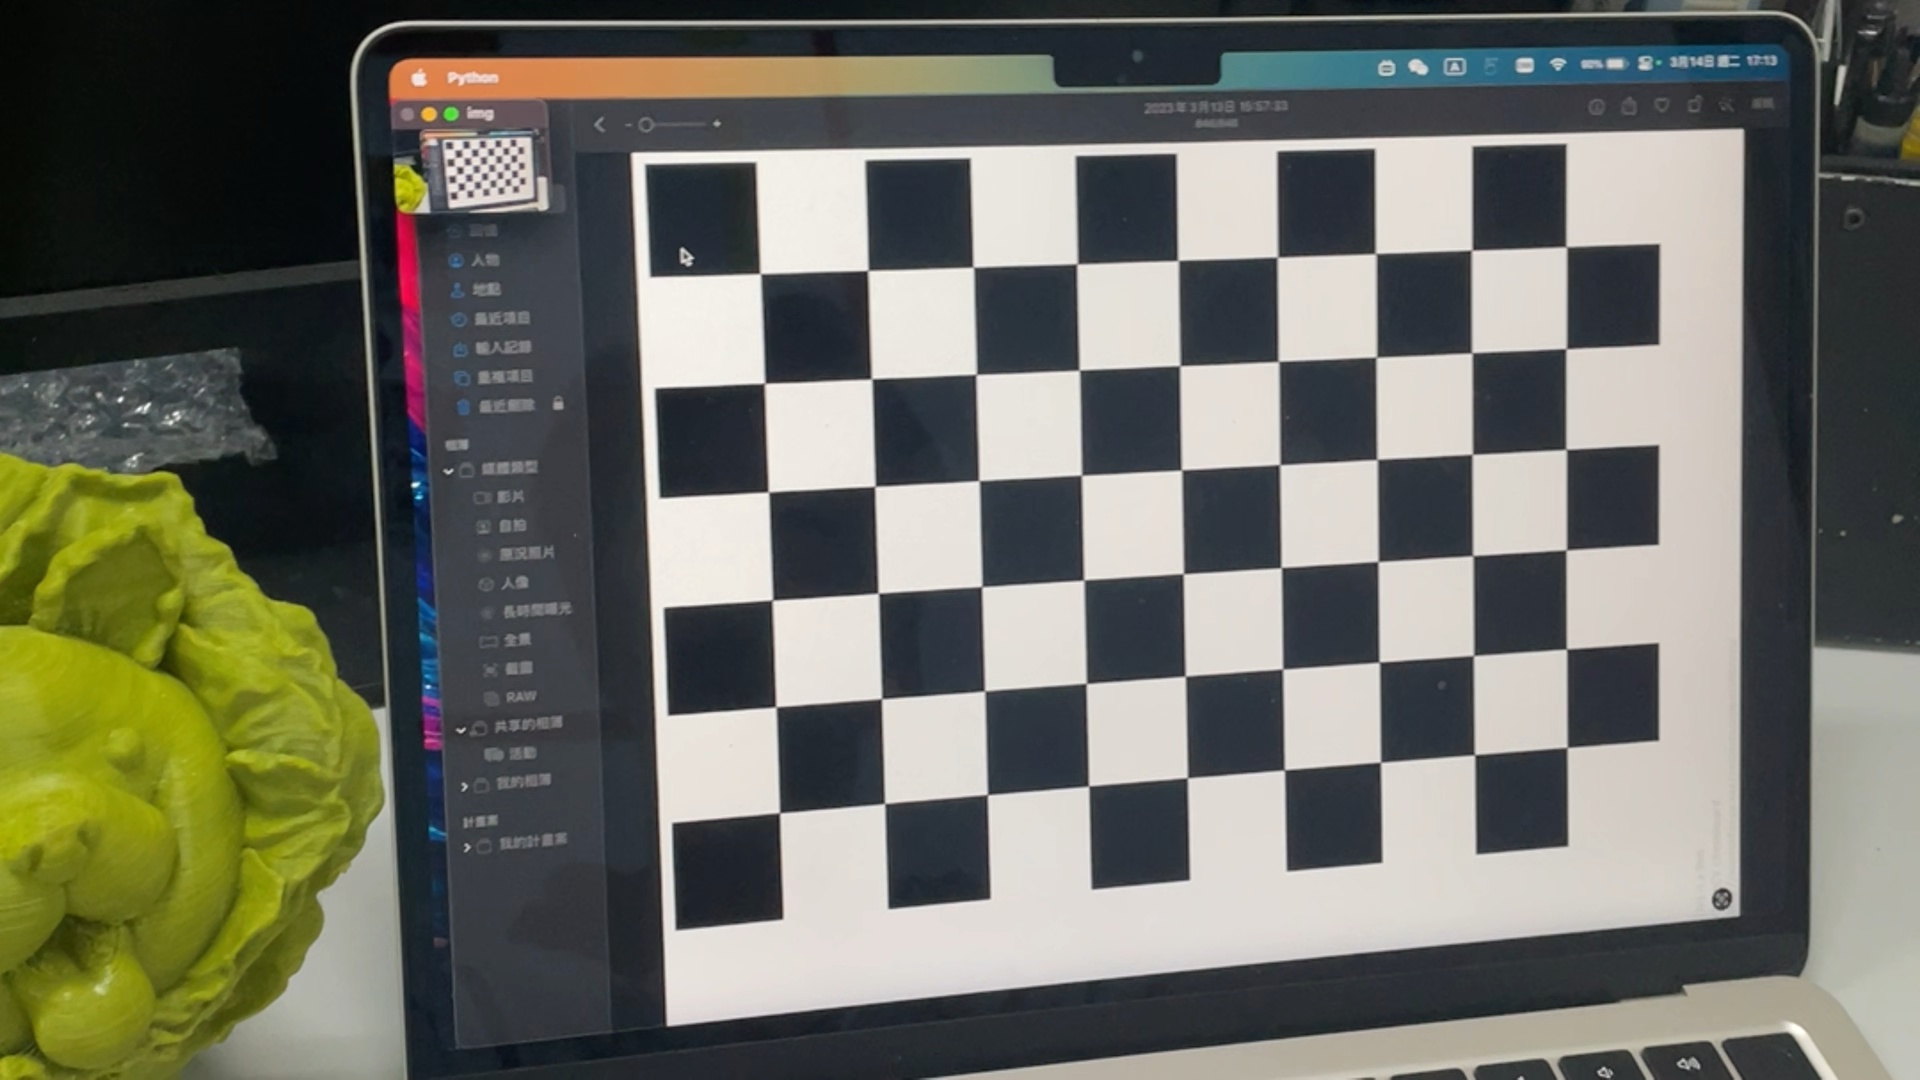 Python
A
90%
3月14日 週二 17:13
img
2023年3月13日 15:57:33
回憶
人物
地點
最近項目
輸入記錄
重複項目
最近刪除
相簿
媒體類型
影片
自拍
原況照片
人像
長時間曝光
全景
截圖
RAW
共享的相簿
活動
我的相簿
計畫案
我的計畫案